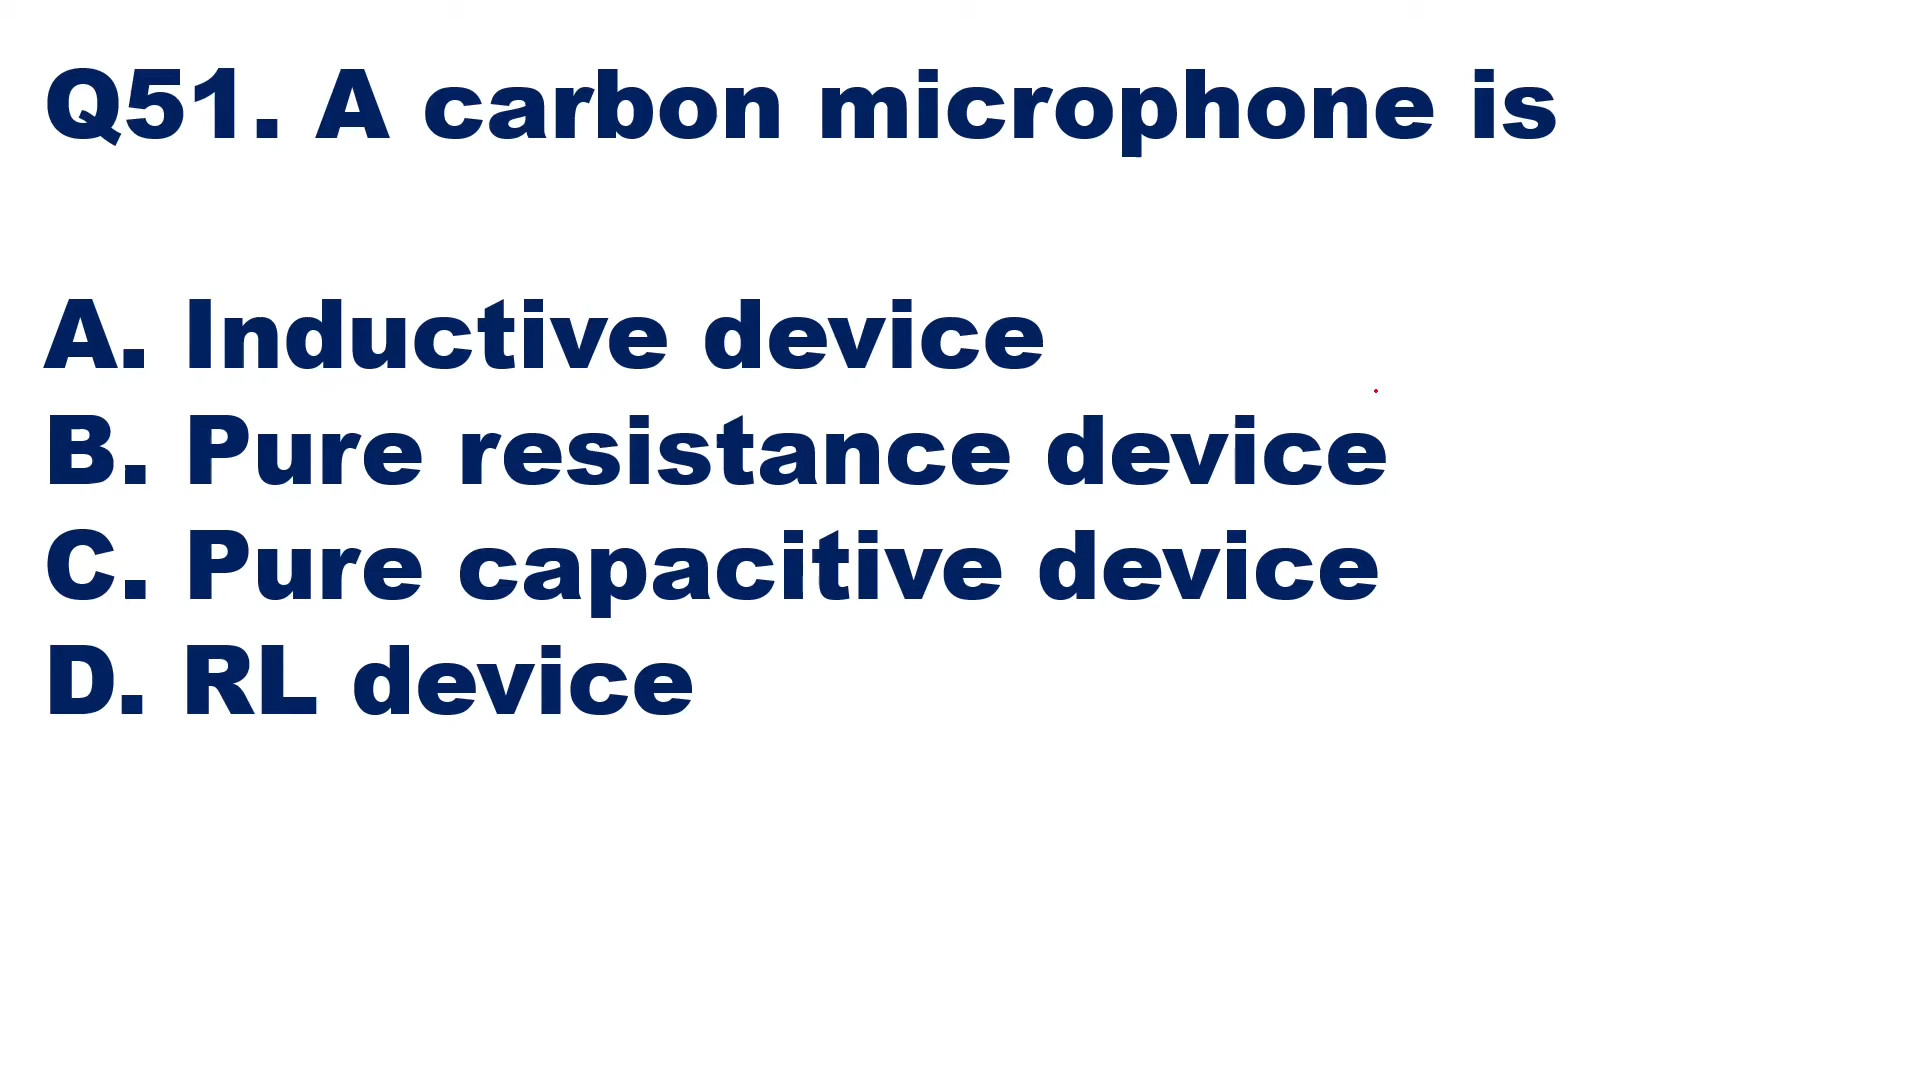 Q51. A carbon microphone is
A. Inductive device
B. Pure resistance device
C. Pure capacitive device
D. RL device